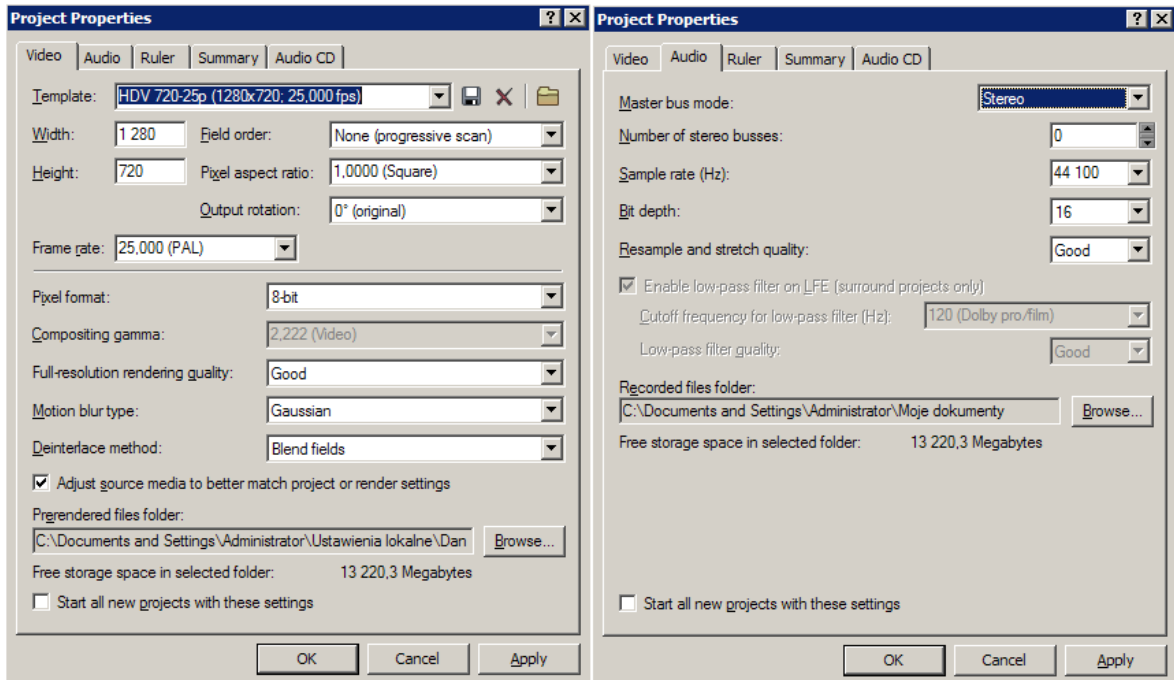 Project Properties
Video Audio Ruler Summary Audio CD
Template: HDV 720-25p (1280x720; 25,000 fps)
Width: 1 280 Field order: None (progressive scan)
Height: 720 Pixel aspect ratio: 1,0000 (Square)
Output rotation: 0° (original)
Frame rate: 25,000 (PAL)
Pixel format: 8-bit
Compositing gamma: 2,222 (Video)
Full-resolution rendering quality: Good
Motion blur type: Gaussian
Deinterlace method: Blend fields
Adjust source media to better match project or render settings
Prerendered files folder:
C:\Documents and Settings\Administrator\Ustawienia lokalne\Dan Browse...
Free storage space in selected folder: 13 220,3 Megabytes
Start all new projects with these settings
OK Cancel Apply
Project Properties
Video Audio Ruler Summary Audio CD
Master bus mode: Stereo
Number of stereo busses: 0
Sample rate (Hz): 44 100
Bit depth: 16
Resample and stretch quality: Good
Enable low-pass filter on LFE (surround projects only)
Cutoff frequency for low-pass filter (Hz): 120 (Dolby pro/film)
Low-pass filter quality: Good
Recorded files folder:
C:\Documents and Settings\Administrator\Moje dokumenty Browse...
Free storage space in selected folder: 13 220,3 Megabytes
Start all new projects with these settings
OK Cancel Apply